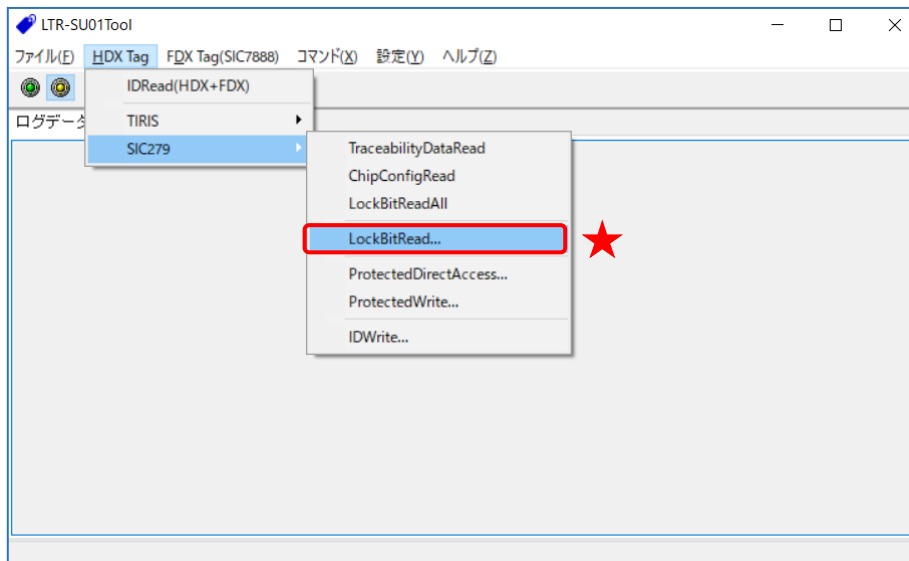 LTR-SU01Tool
ファイル(F) HDX Tag FDX Tag(SIC7888) コマンド(X) 設定(Y) ヘルプ(Z)
IDRead(HDX+FDX)
ログデータ
TIRIS
SIC279
TraceabilityDataRead
ChipConfigRead
LockBitReadAll
LockBitRead...
ProtectedDirectAccess...
ProtectedWrite...
IDWrite...